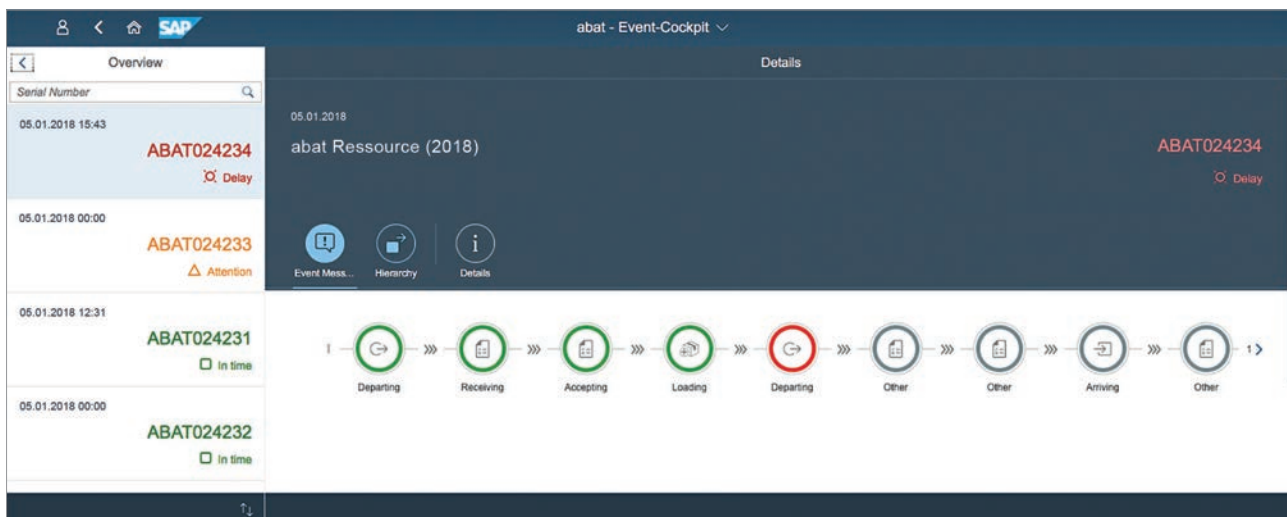 SAP
abat - Event-Cockpit
Overview
Details
Serial Number
05.01.2018 15:43
ABAT024234
Delay
05.01.2018 00:00
ABAT024233
Attention
05.01.2018 12:31
ABAT024231
In time
05.01.2018 00:00
ABAT024232
In time
05.01.2018
abat Ressource (2018)
ABAT024234
Delay
Event Mess...
Hierarchy
Details
1
Departing
Receiving
Accepting
Loading
Departing
Other
Other
Arriving
Other